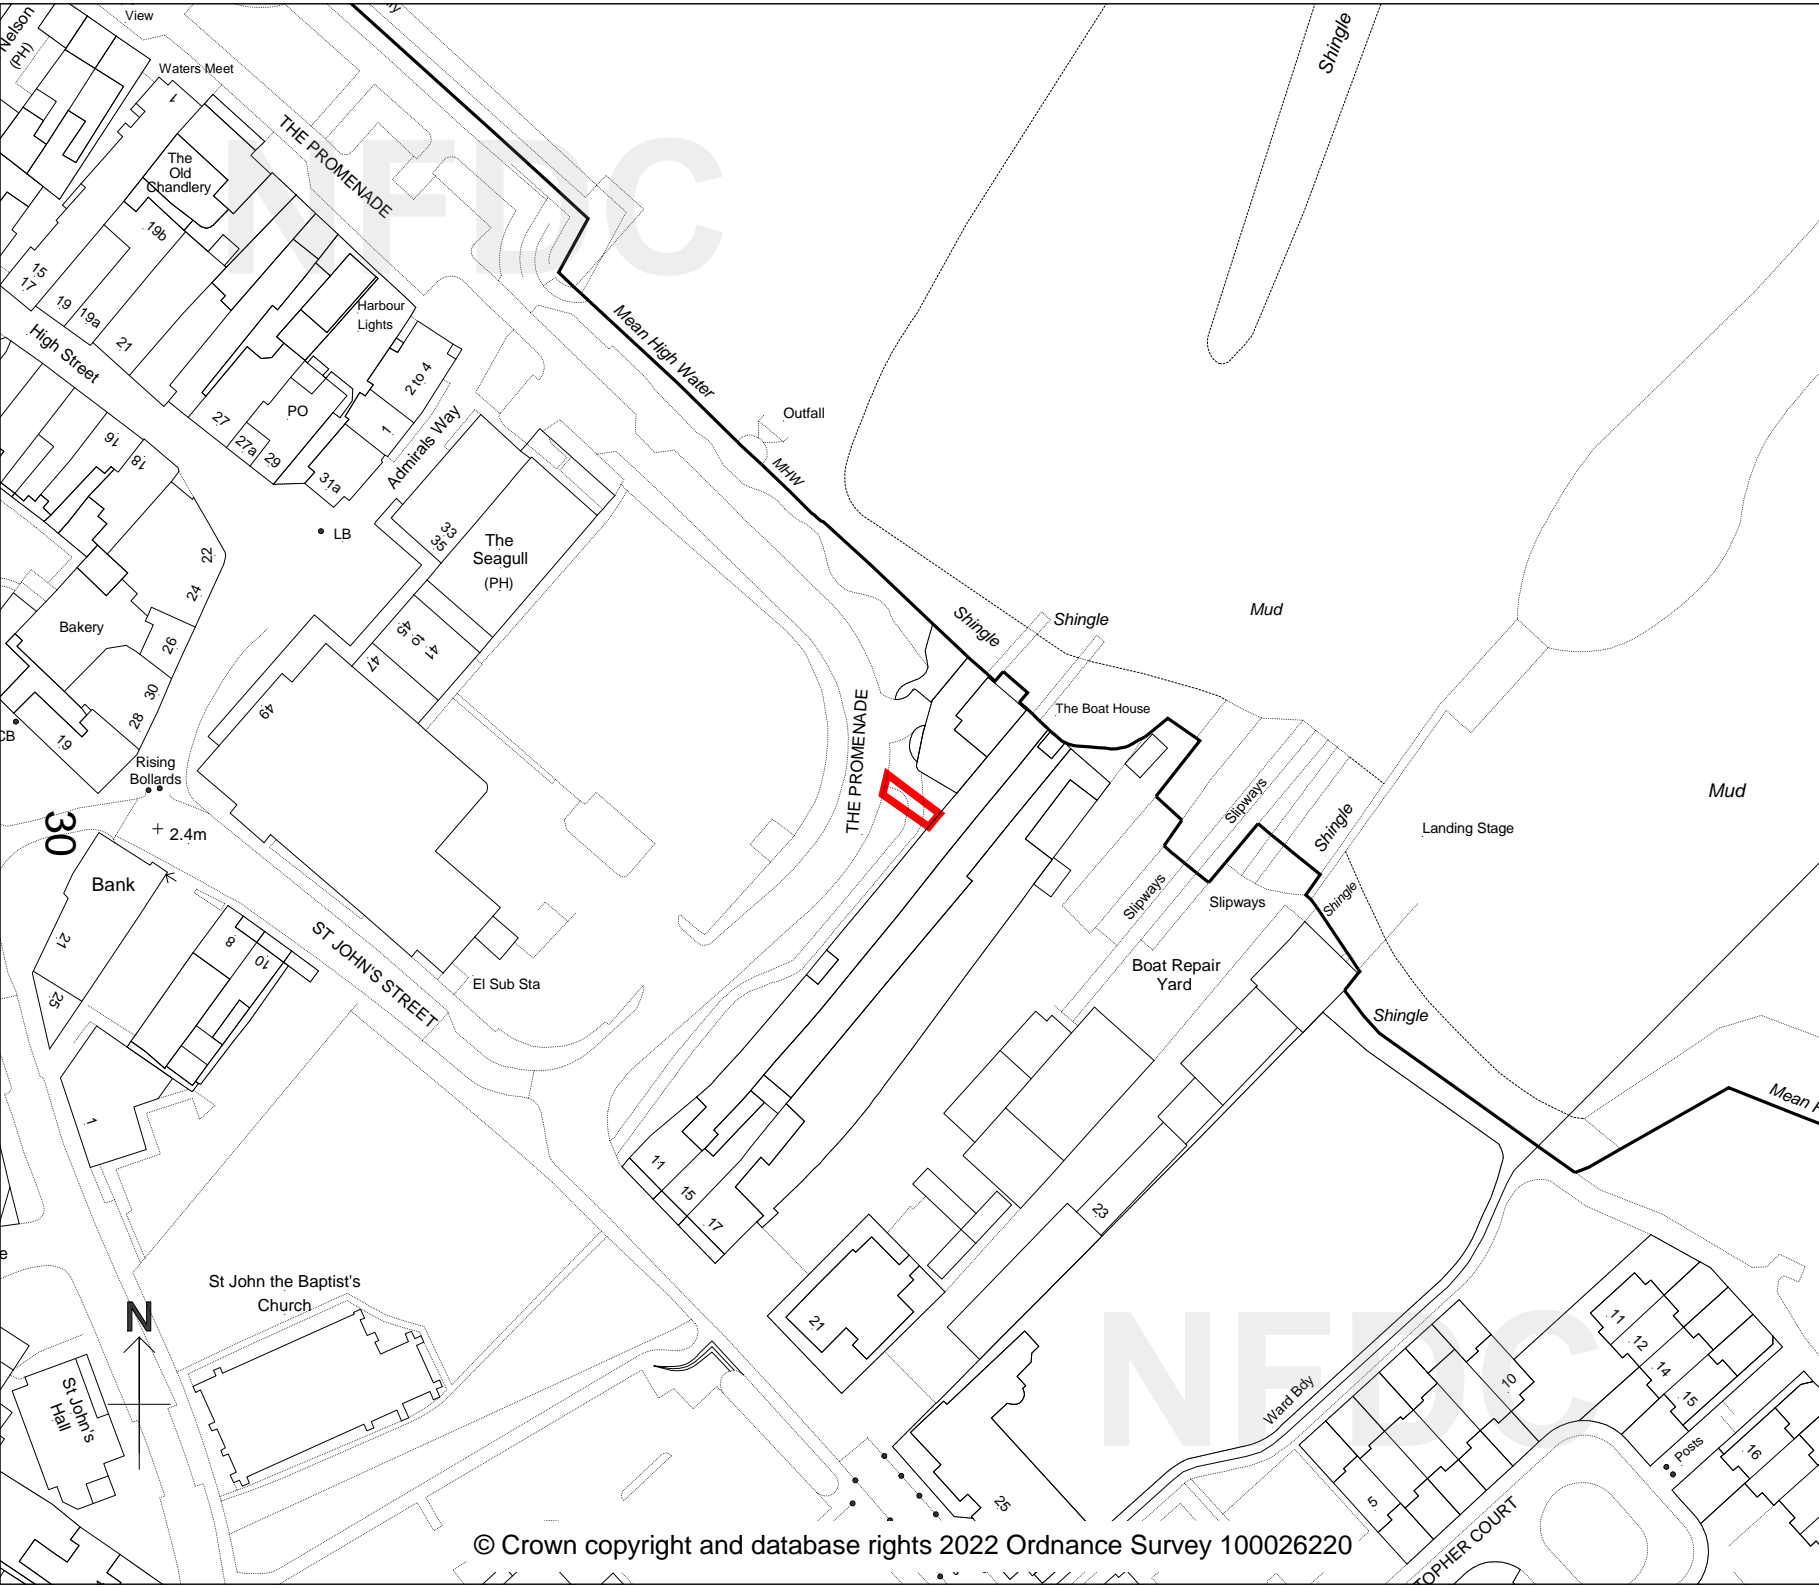 Nelson
(PH)
View
Waters Meet
1
THE PROMENADE
The
Old
Chandlery
19b
15
17
19
19a
21
High Street
Harbour
Lights
2 to 4
1
PO
27
27a
29
31a
Admirals Way
16
18
LB
33
35
The
Seagull
(PH)
22
24
26
Bakery
30
28
19
CB
41
to
45
47
49
Rising
Bollards
30
2.4m
Bank
21
25
8
10
1
ST JOHN'S STREET
El Sub Sta
THE PROMENADE
Mean High Water
Outfall
MHW
Shingle
Shingle
Shingle
Mud
The Boat House
Slipways
Slipways
Slipways
Shingle
Shingle
Landing Stage
Mud
Boat Repair
Yard
Shingle
Mean
11
15
17
21
23
25
St John the Baptist's
Church
N
St John's
Hall
Ward Bdy
5
10
11
12
14
15
16
Posts
TOPHER COURT
NFDC
NFDC
© Crown copyright and database rights 2022 Ordnance Survey 100026220